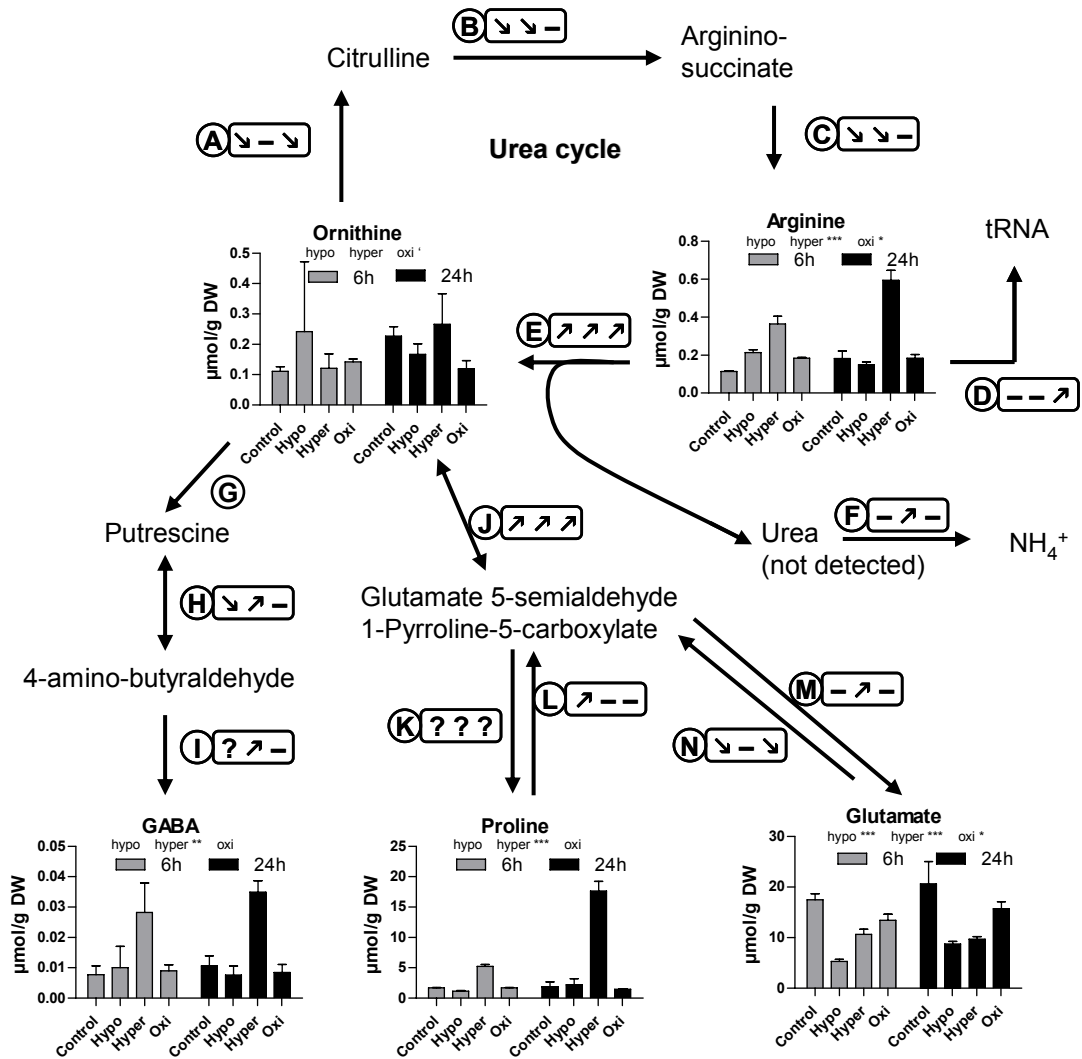 B ↘ ↘ –
Citrulline
Arginino-
succinate
A ↘ – ↘
C ↘ ↘ –
Urea cycle
Ornithine
hypo hyper oxi ‘
6h 24h
µmol/g DW
0.5
0.4
0.3
0.2
0.1
0.0
Control Hypo Hyper Oxi Control Hypo Hyper Oxi
E ↗ ↗ ↗
Arginine
hypo hyper *** oxi *
6h 24h
µmol/g DW
0.8
0.6
0.4
0.2
0.0
Control Hypo Hyper Oxi Control Hypo Hyper Oxi
tRNA
D – – ↗
G
Putrescine
J ↗ ↗ ↗
Urea
(not detected)
F – ↗ –
NH₄⁺
H ↘ ↗ –
Glutamate 5-semialdehyde
1-Pyrroline-5-carboxylate
4-amino-butyraldehyde
I ? ↗ –
K ? ? ?
L ↗ – –
M – ↗ –
N ↘ – ↘
GABA
hypo hyper ** oxi
6h 24h
µmol/g DW
0.05
0.04
0.03
0.02
0.01
0.00
Control Hypo Hyper Oxi Control Hypo Hyper Oxi
Proline
hypo hyper *** oxi
6h 24h
µmol/g DW
25
20
15
10
5
0
Control Hypo Hyper Oxi Control Hypo Hyper Oxi
Glutamate
hypo *** hyper *** oxi *
6h 24h
µmol/g DW
30
20
10
0
Control Hypo Hyper Oxi Control Hypo Hyper Oxi